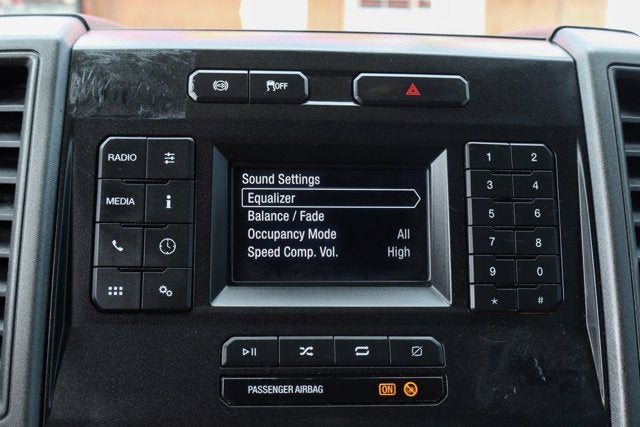 OFF
RADIO
MEDIA
i
Sound Settings
Equalizer
Balance / Fade
Occupancy Mode All
Speed Comp. Vol. High
1 2
3 4
5 6
7 8
9 0
* #
PASSENGER AIRBAG ON